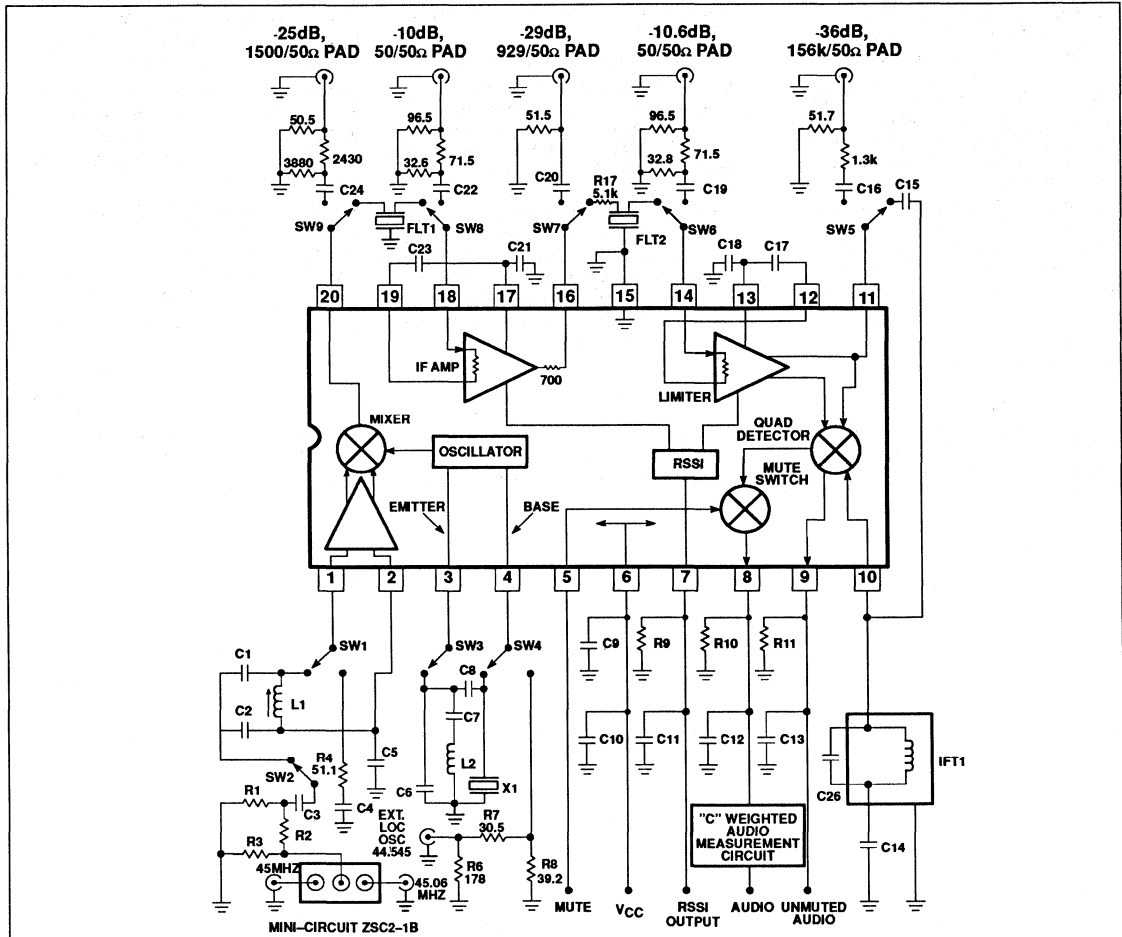 -25dB, -10dB, -29dB, -10.6dB, -36dB,
1500/50Ω PAD 50/50Ω PAD 929/50Ω PAD 50/50Ω PAD 156k/50Ω PAD
50.5 96.5 51.5 96.5 51.7
2430 71.5 71.5 1.3k
3880 32.6 32.8
C24 C22 C20 R17 C19 C16 C15
5.1k
SW9 FLT1 SW8 SW7 FLT2 SW6 SW5
C23 C21 C18 C17
20 19 18 17 16 15 14 13 12 11
IF AMP 700 LIMITER
MIXER QUAD
DETECTOR
OSCILLATOR RSSI
MUTE
SWITCH
EMITTER BASE
1 2 3 4 5 6 7 8 9 10
SW1 SW3 SW4 C9 R9 R10 R11
C1 L1 C8
C2 C7
C5 L2 C10 C11 C12 C13
SW2 R4
51.1
C6 X1 C26 IFT1
R1 C3 C4
R2 EXT.
LOC
OSC
44.545
R7
30.5
R3 R6
178
R8
39.2
"C" WEIGHTED
AUDIO
MEASUREMENT
CIRCUIT
C14
45MHZ 45.06
MHZ
MUTE VCC RSSI
OUTPUT
AUDIO UNMUTED
AUDIO
MINI-CIRCUIT ZSC2-1B